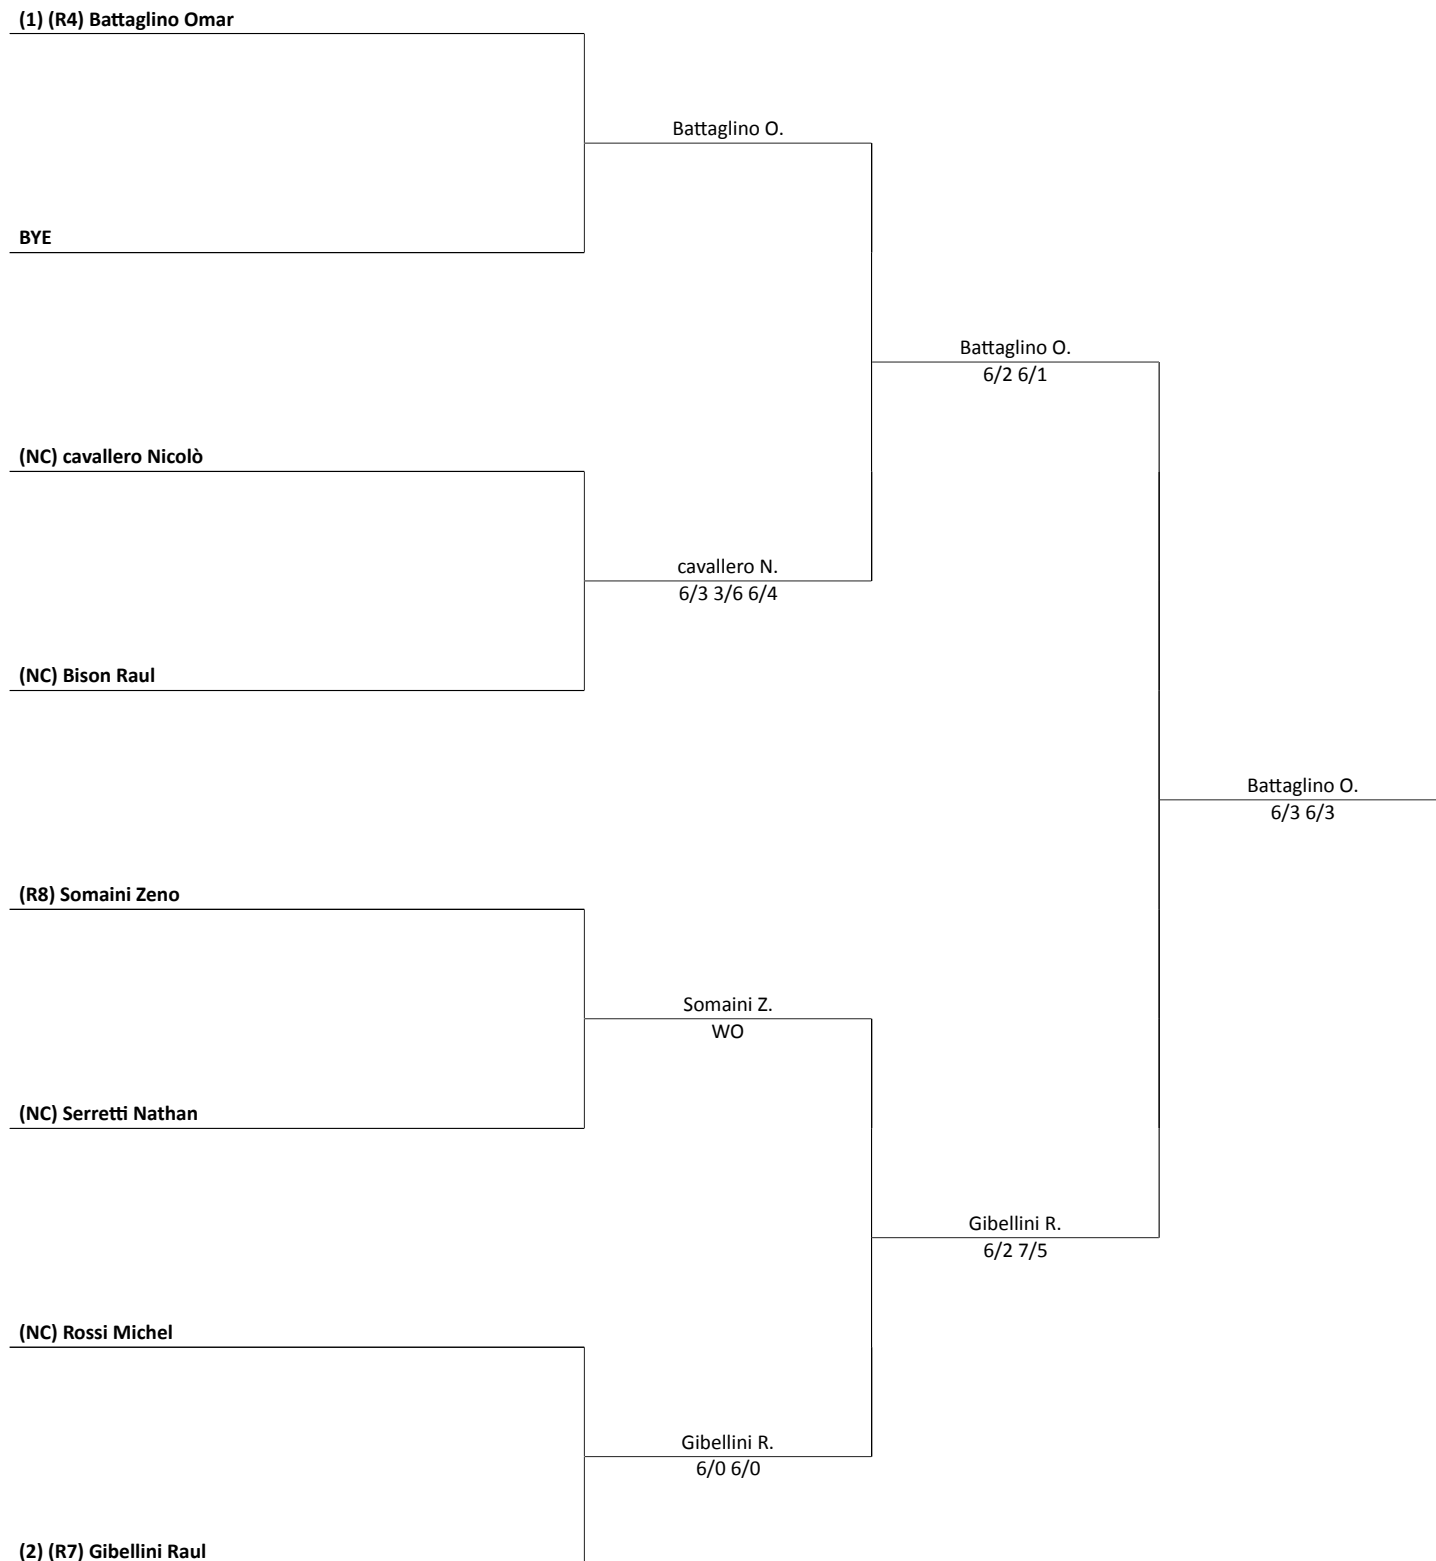 (1) (R4) Battaglino Omar
Battaglino O.
BYE
Battaglino O.
6/2 6/1
(NC) cavallero Nicolò
cavallero N.
6/3 3/6 6/4
(NC) Bison Raul
Battaglino O.
6/3 6/3
(R8) Somaini Zeno
Somaini Z.
WO
(NC) Serretti Nathan
Gibellini R.
6/2 7/5
(NC) Rossi Michel
Gibellini R.
6/0 6/0
(2) (R7) Gibellini Raul